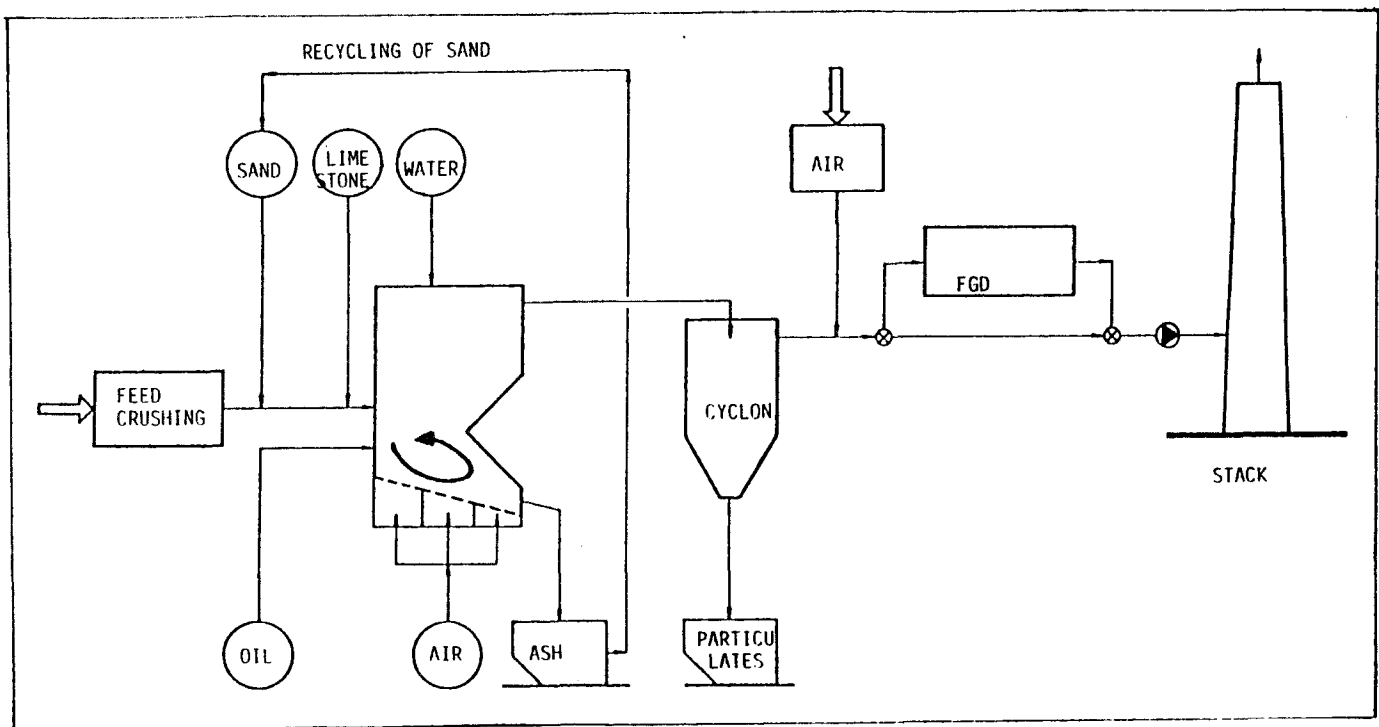 RECYCLING OF SAND
SAND
LIME
STONE
WATER
AIR
FGD
FEED
CRUSHING
CYCLON
STACK
OIL
AIR
ASH
PARTICU
LATES